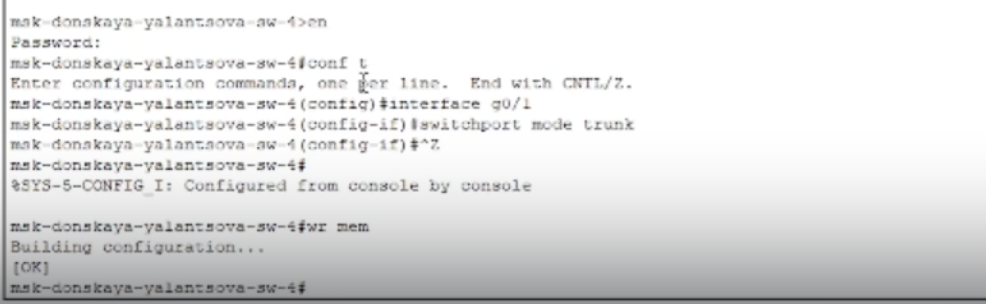 msk-donskaya-yalantsova-sw-4>en
Password:
msk-donskaya-yalantsova-sw-4#conf t
Enter configuration commands, one per line.  End with CNTL/Z.
msk-donskaya-yalantsova-sw-4(config)#interface g0/1
msk-donskaya-yalantsova-sw-4(config-if)#switchport mode trunk
msk-donskaya-yalantsova-sw-4(config-if)#^Z
msk-donskaya-yalantsova-sw-4#
%SYS-5-CONFIG_I: Configured from console by console
msk-donskaya-yalantsova-sw-4#wr mem
Building configuration...
[OK]
msk-donskaya-yalantsova-sw-4#